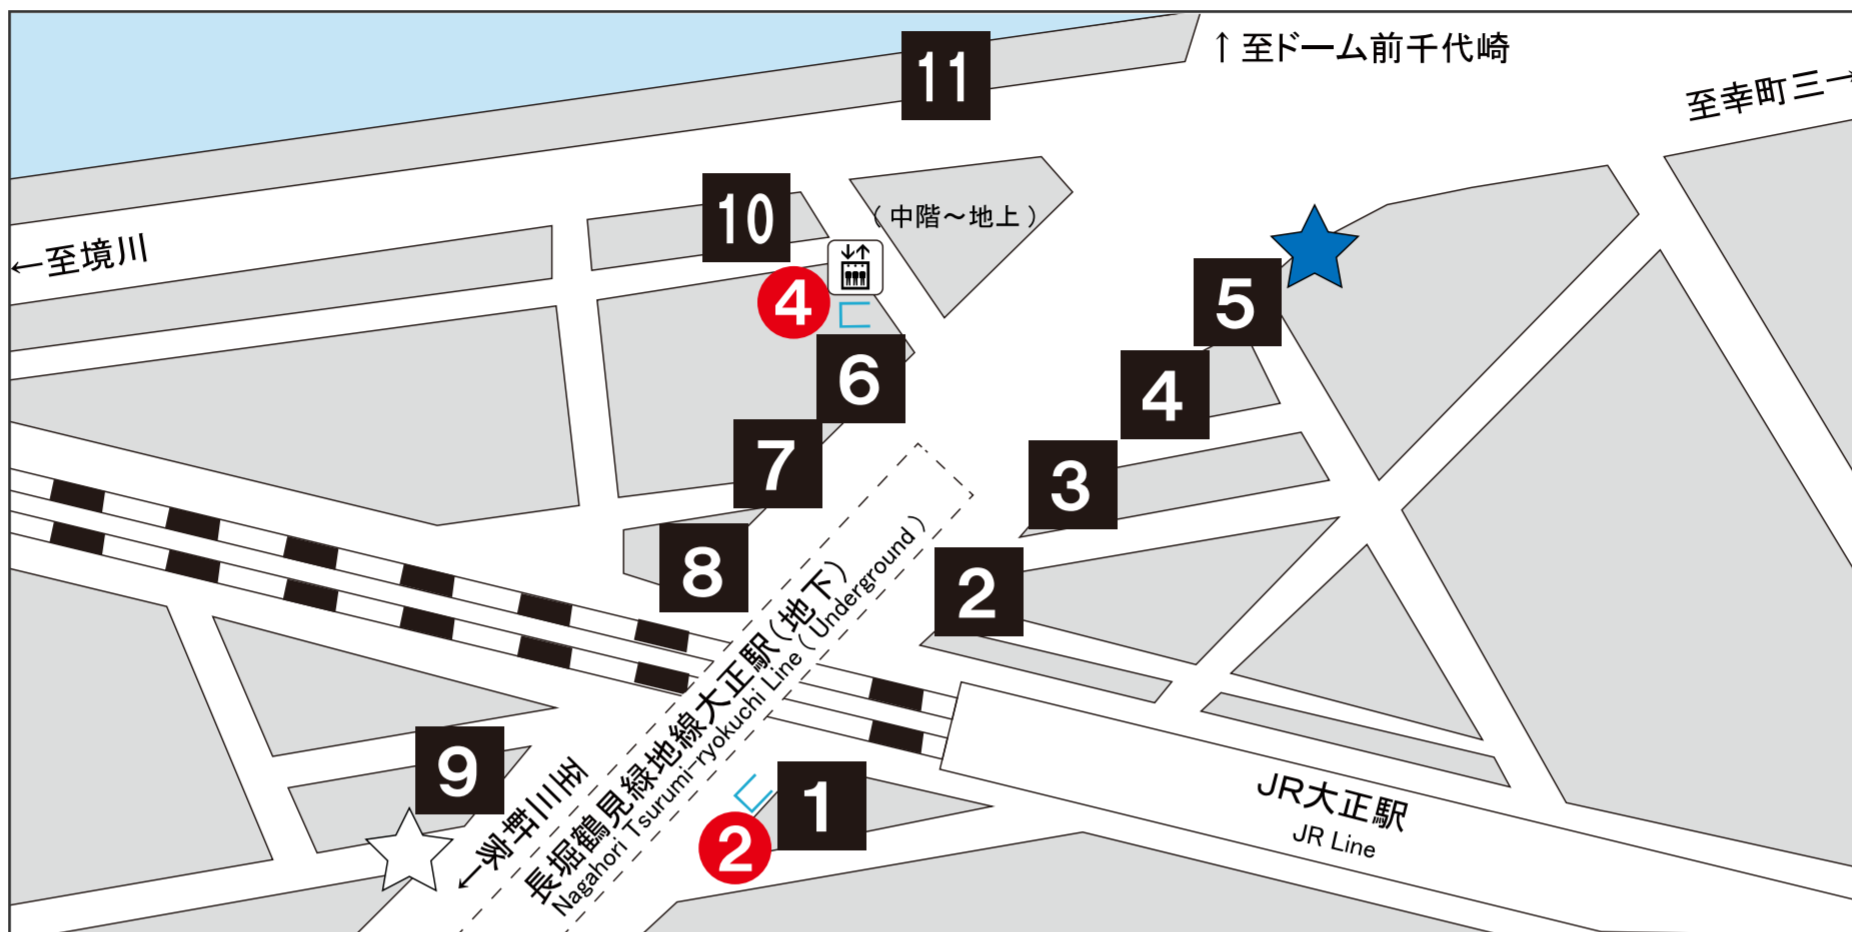 11
↑至ドーム前千代崎
至幸町三→
10
(中階～地上)
←至境川
4
5
6
4
7
3
8
2
長堀鶴見緑地線大正駅(地下)
Nagahori Tsurumi-ryokuchi Line (Underground)
9
←至三軒家
1
2
JR大正駅
JR Line